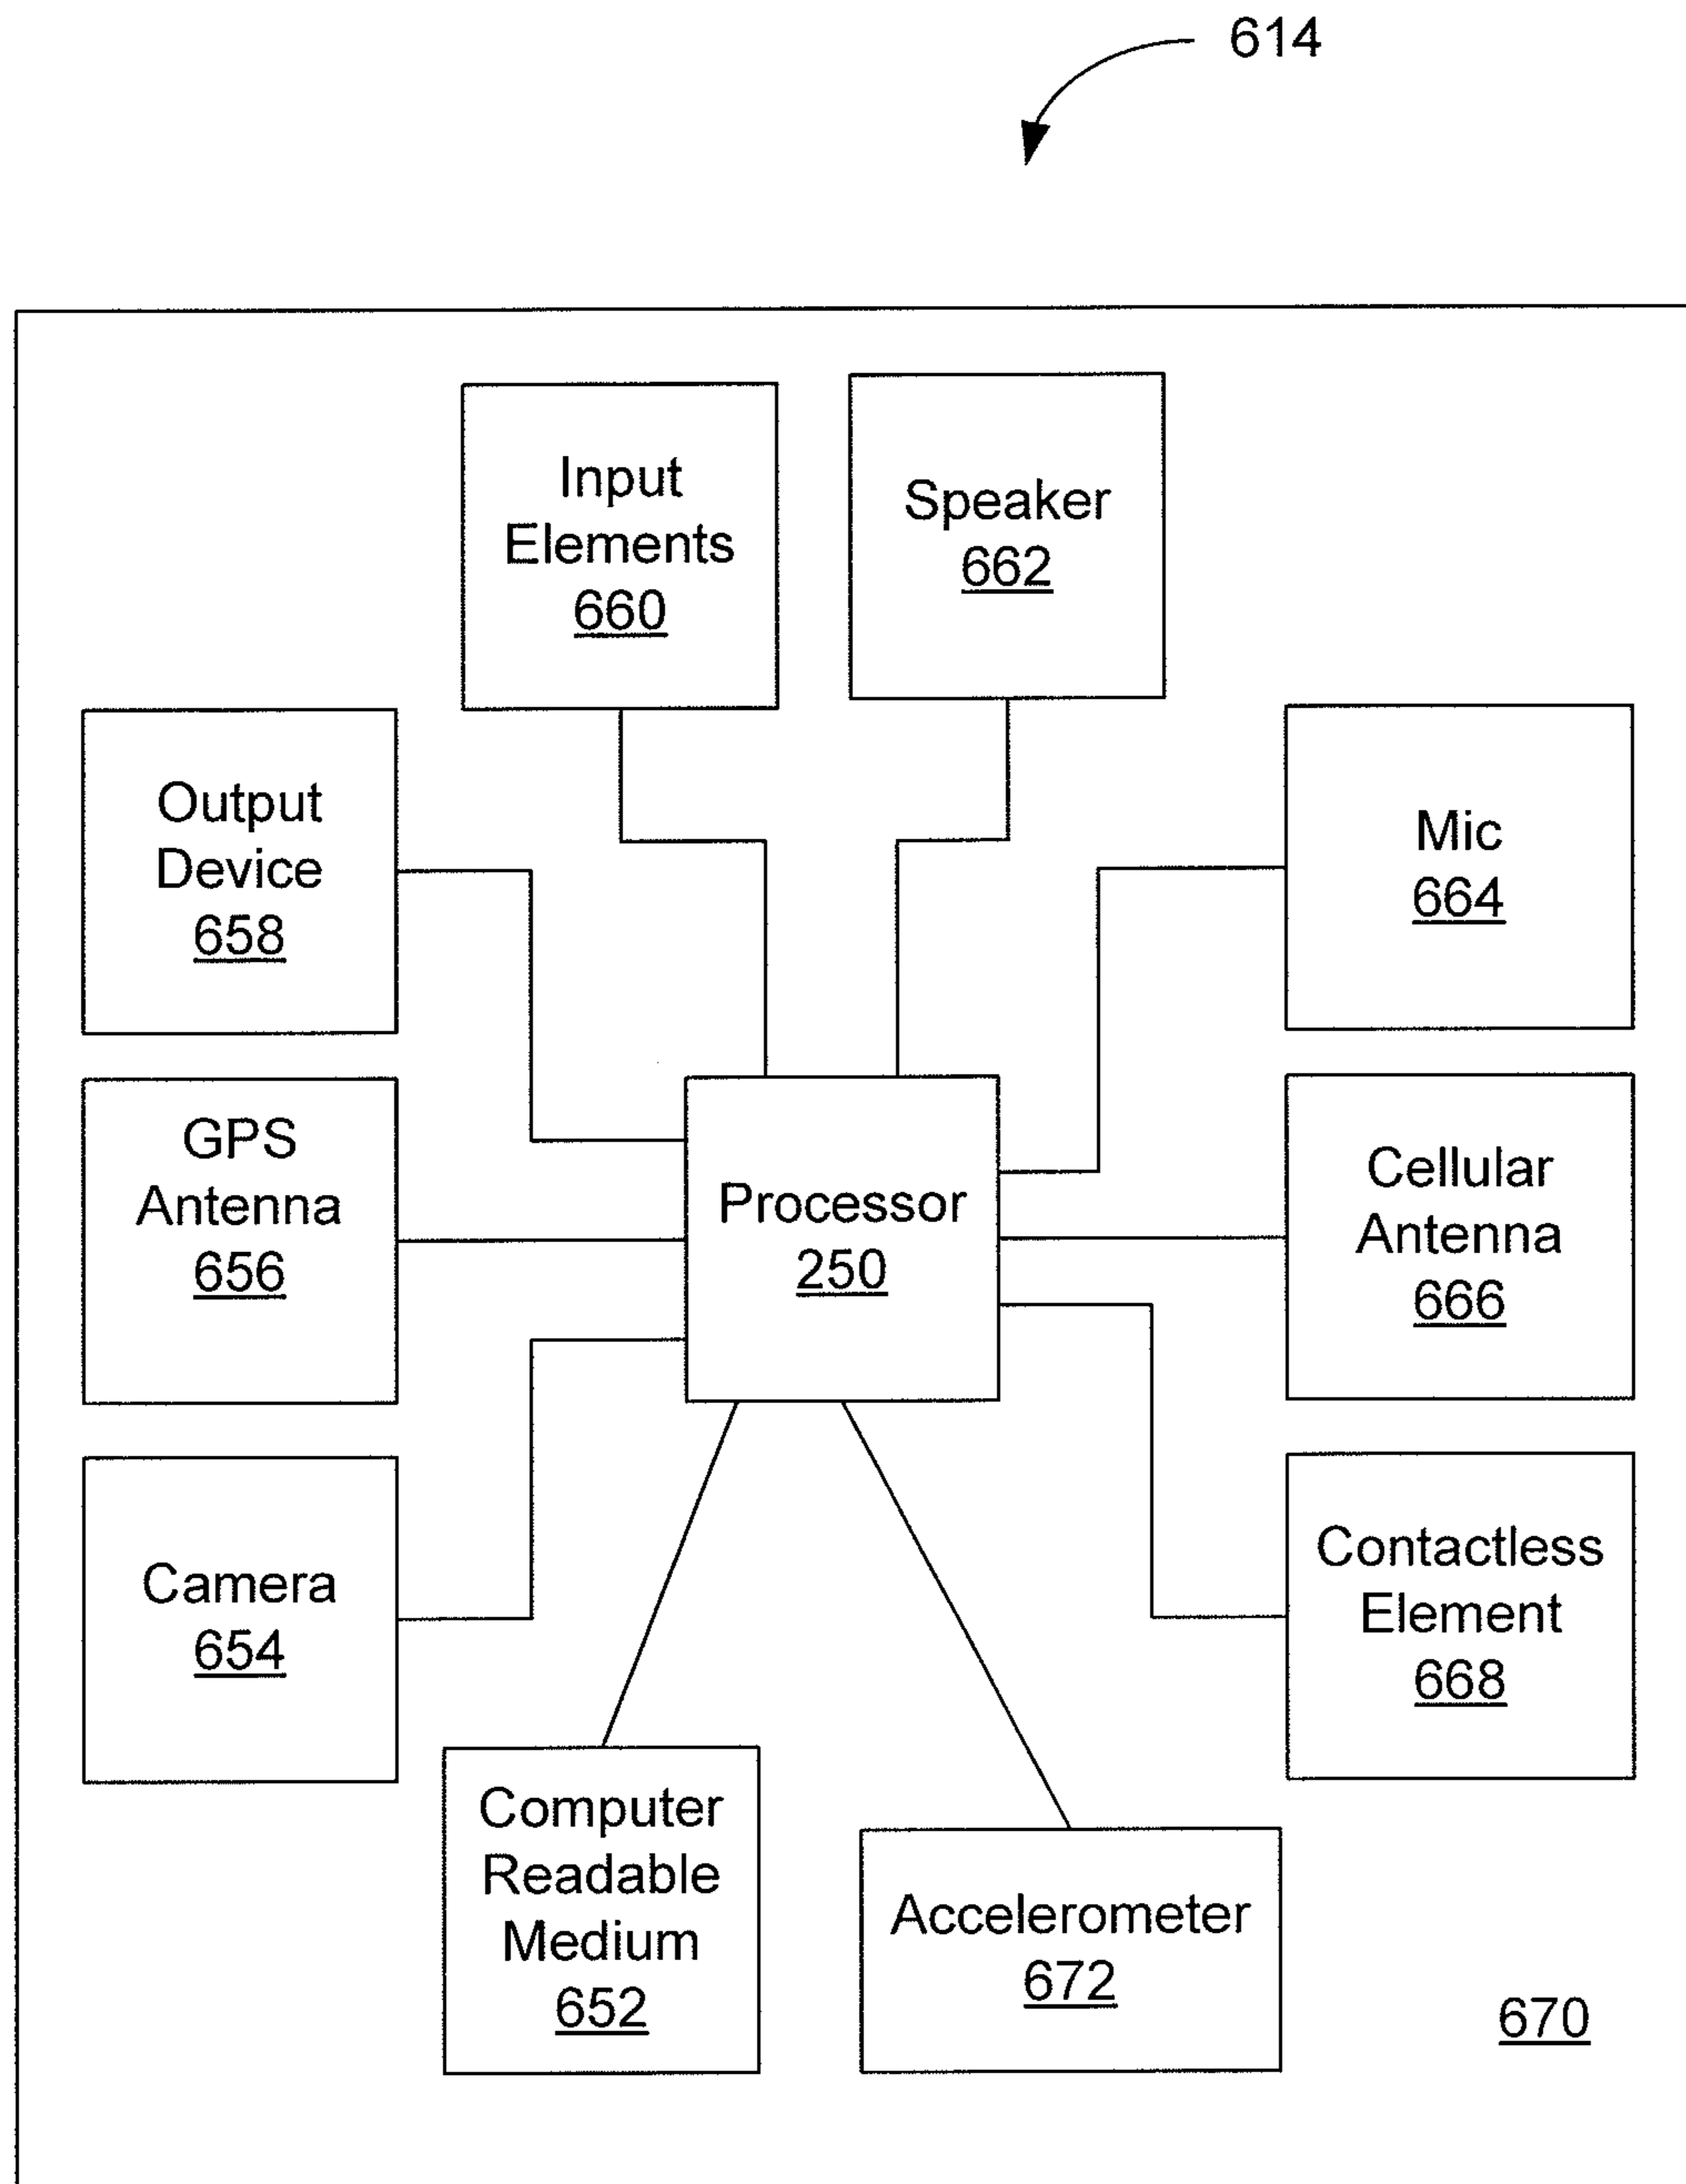 614
Input
Elements
660
Speaker
662
Output
Device
658
Mic
664
GPS
Antenna
656
Processor
250
Cellular
Antenna
666
Camera
654
Contactless
Element
668
Computer
Readable
Medium
652
Accelerometer
672
670